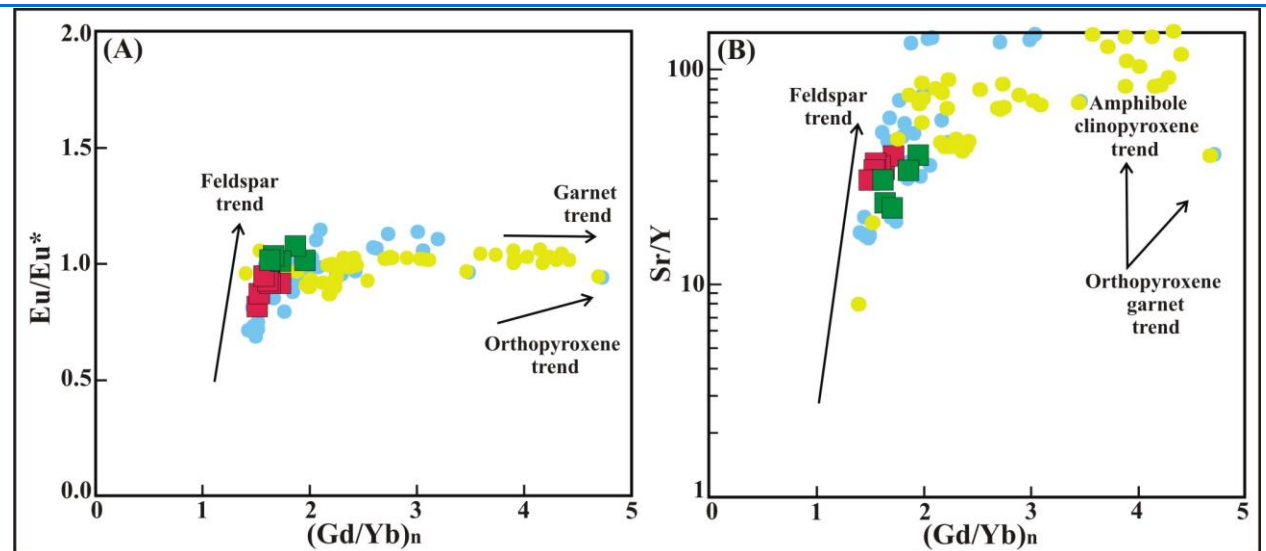 (A)
2.0
1.5
1.0
0.5
0.0
Eu/Eu*
Feldspar
trend
Garnet
trend
Orthopyroxene
trend
0
1
2
3
4
5
(Gd/Yb)n
(B)
100
10
1
Sr/Y
Feldspar
trend
Amphibole
clinopyroxene
trend
Orthopyroxene
garnet
trend
0
1
2
3
4
5
(Gd/Yb)n